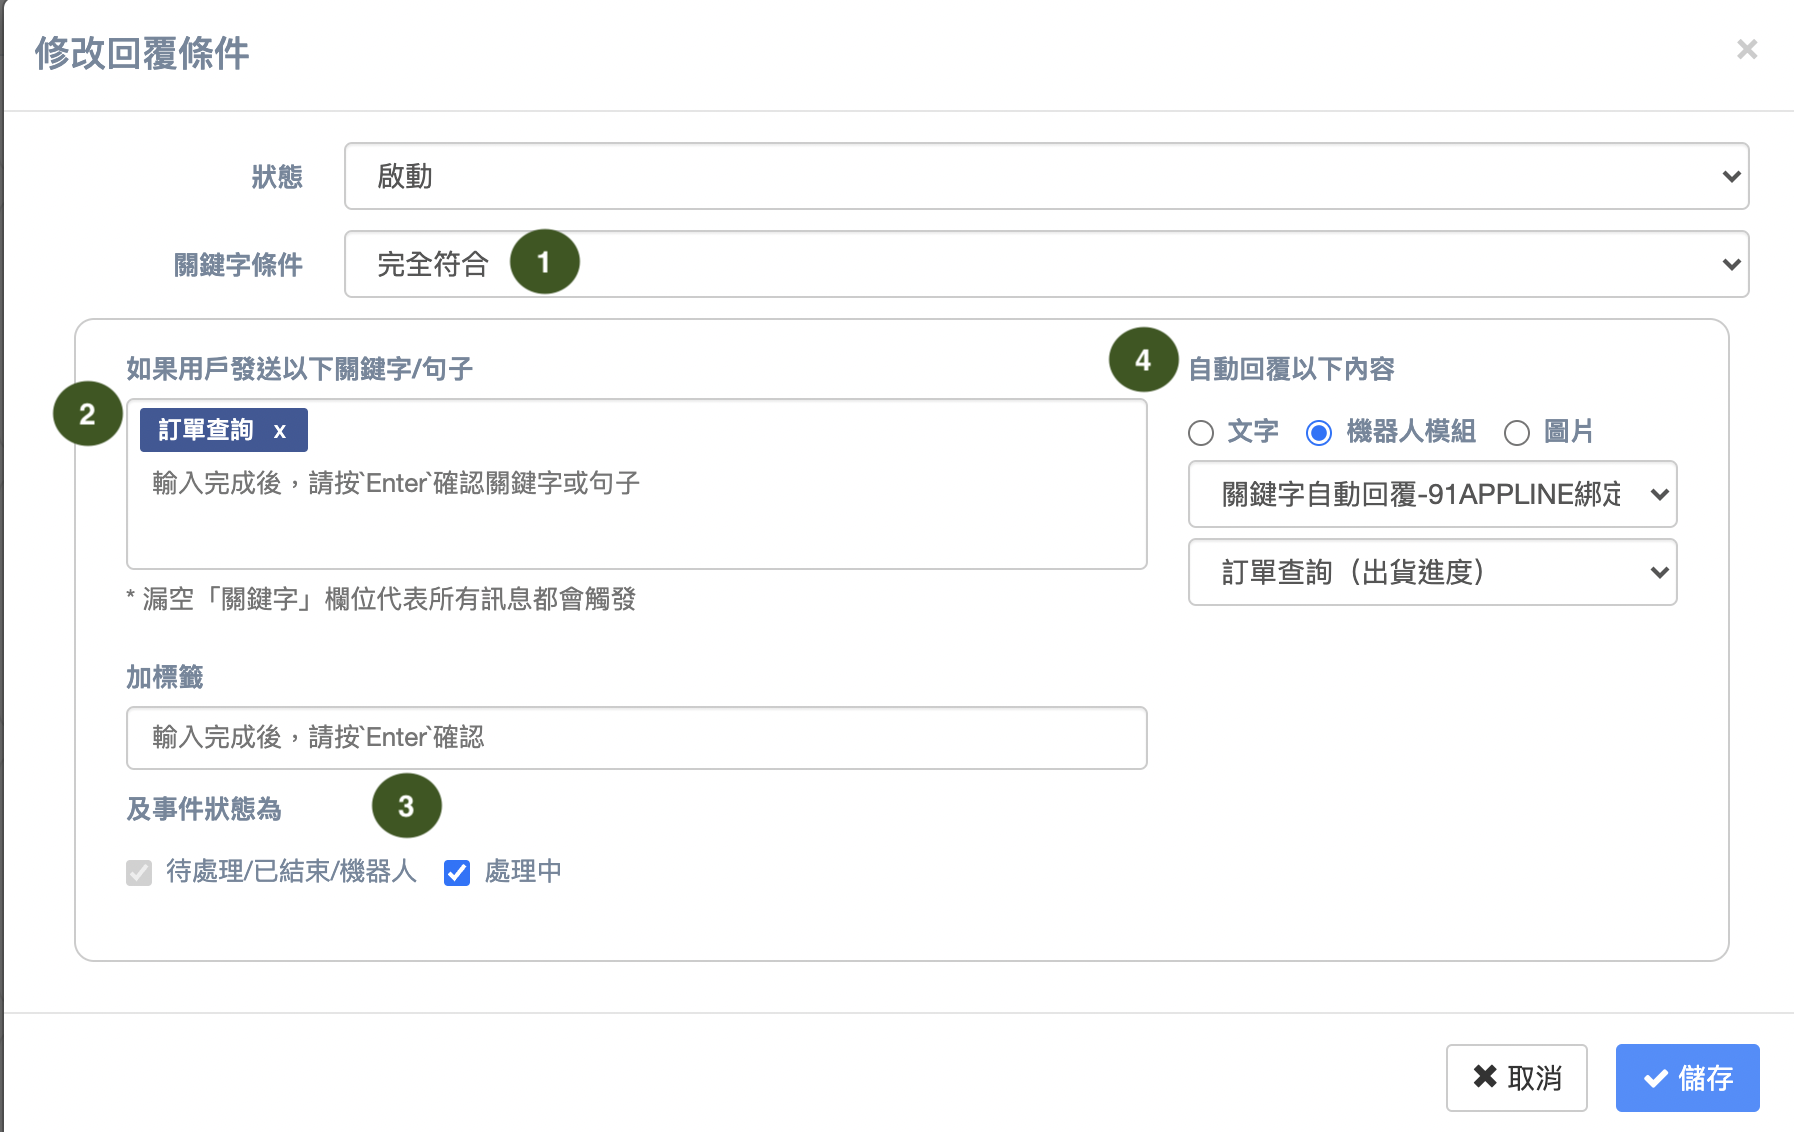 修改回覆條件 ×
狀態 啟動
關鍵字條件 完全符合 1
如果用戶發送以下關鍵字/句子
2
訂單查詢 x
輸入完成後，請按`Enter`確認關鍵字或句子
* 漏空「關鍵字」欄位代表所有訊息都會觸發
加標籤
輸入完成後，請按`Enter`確認
及事件狀態為 3
待處理/已結束/機器人 處理中
4 自動回覆以下內容
文字 機器人模組 圖片
關鍵字自動回覆-91APPLINE綁定
訂單查詢（出貨進度）
取消 儲存